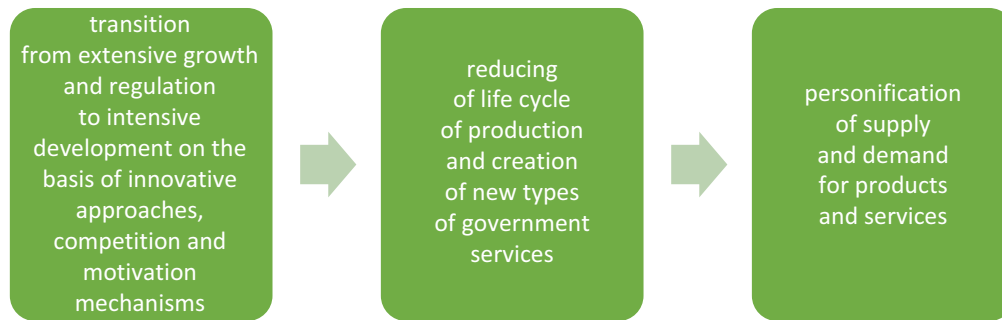 transition
from extensive growth
and regulation
to intensive
development on the
basis of innovative
approaches,
competition and
motivation
mechanisms
reducing
of life cycle
of production
and creation
of new types
of government
services
personification
of supply
and demand
for products
and services